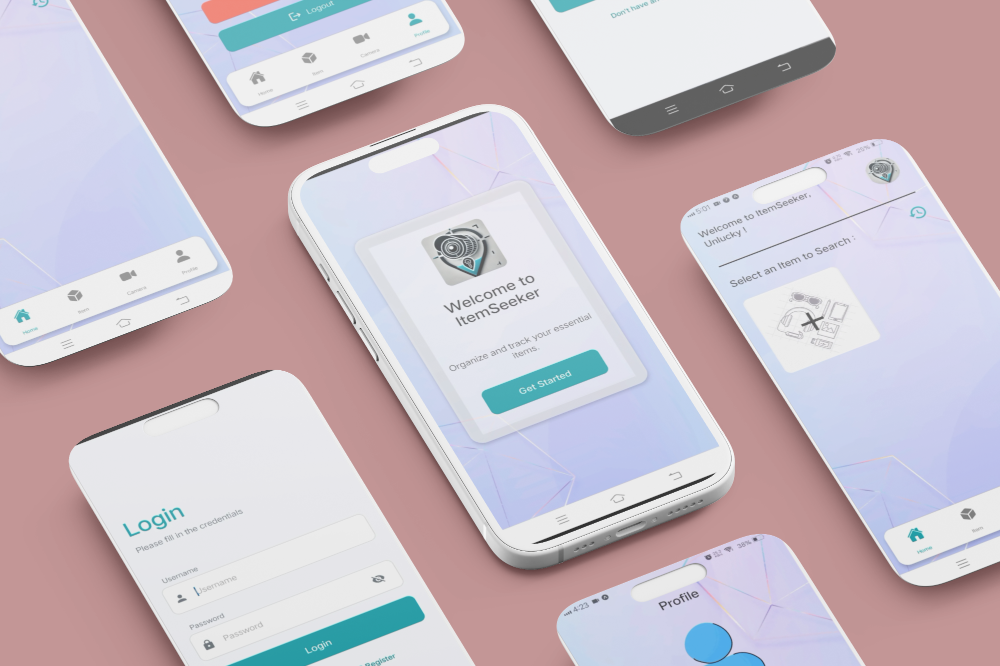 Logout
Home
Item
Camera
Profile
Don't have an
Home
Item
Camera
Profile
Welcome to
ItemSeeker
Organize and track your essential
items.
Get Started
5:01
25%
Welcome to ItemSeeker,
Unlucky !
Select an Item to Search :
Home
Item
Login
Please fill in the credentials
Username
Username
Password
Password
Login
Register
4:23
38%
Profile